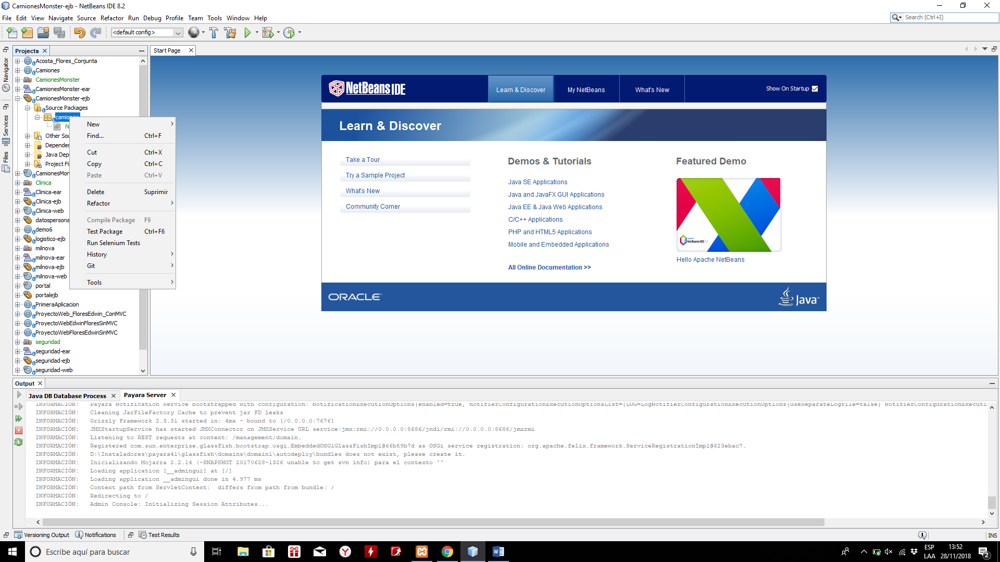 CamionesMonster-ejb - NetBeans IDE 8.2
File Edit View Navigate Source Refactor Run Debug Profile Team Tools Window Help
Search (Ctrl+I)
<default config>
Projects
Start Page
Navigator
Services
Files
Acosta_Flores_Conjunta
Camiones
CamionesMonster
CamionesMonster-ear
CamionesMonster-ejb
Source Packages
N
Other Sou
Depender
Java Dep
Project Fi
CamionesMon
Clinica
Clinica-ear
Clinica-ejb
Clinica-web
datospersona
demo6
logistico-ejb
milnova
milnova-ear
milnova-ejb
milnova-web
portal
portalejb
PrimeraAplicacion
ProyectoWeb_FloresEdwin_ConMVC
ProyectoWebEdwinFloresSinMVC
ProyectoWebFloresEdwinSinMVC
seguridad
seguridad-ear
seguridad-ejb
seguridad-web
New
Find... Ctrl+F
Cut Ctrl+X
Copy Ctrl+C
Paste Ctrl+V
Delete Suprimir
Refactor
Compile Package F9
Test Package Ctrl+F6
Run Selenium Tests
History
Git
Tools
NetBeans IDE
Learn & Discover
My NetBeans
What's New
Show On Startup
Learn & Discover
Take a Tour
Try a Sample Project
What's New
Community Corner
Demos & Tutorials
Java SE Applications
Java and JavaFX GUI Applications
Java EE & Java Web Applications
C/C++ Applications
PHP and HTML5 Applications
Mobile and Embedded Applications
All Online Documentation >>
Featured Demo
Apache
NetBeans IDE
Hello Apache NetBeans
ORACLE
Java
Output
Java DB Database Process
Payara Server
INFORMACIÓN: Payara Notification Service bootstrapped with configuration: NotificationExecutionOptions{enabled=true, notifierConfigurationExecutionOptionsList={LOG=LogNotifierConfigurationExecutionOptions{useSeparateLogFile=false} NotifierConfigurationExecuti
INFORMACIÓN: Cleaning JarFileFactory Cache to prevent jar FD leaks
INFORMACIÓN: Grizzly Framework 2.3.31 started in: 4ms - bound to [/0.0.0.0:7676]
INFORMACIÓN: JMXStartupService has started JMXConnector on JMXService URL service:jmx:rmi://0.0.0.0:8686/jndi/rmi://0.0.0.0:8686/jmxrmi
INFORMACIÓN: Listening to REST requests at context: /management/domain.
INFORMACIÓN: Registered com.sun.enterprise.glassfish.bootstrap.osgi.EmbeddedOSGiGlassFishImpl@66b59b7d as OSGi service registration: org.apache.felix.framework.ServiceRegistrationImpl@623ebac7.
INFORMACIÓN: D:\Instaladores\payara41\glassfish\domains\domain1\autodeploy\bundles does not exist, please create it.
INFORMACIÓN: Inicializando Mojarra 2.2.14 (-SNAPSHOT 20170628-1326 unable to get svn info) para el contexto ''
INFORMACIÓN: Loading application [__admingui] at [/]
INFORMACIÓN: Loading application __admingui done in 4.977 ms
INFORMACIÓN: Context path from ServletContext: differs from path from bundle: /
INFORMACIÓN: Redirecting to /
INFORMACIÓN: Admin Console: Initializing Session Attributes...
Versioning Output
Notifications
Test Results
1
INS
Escribe aquí para buscar
ESP
LAA
13:52
28/11/2018
2